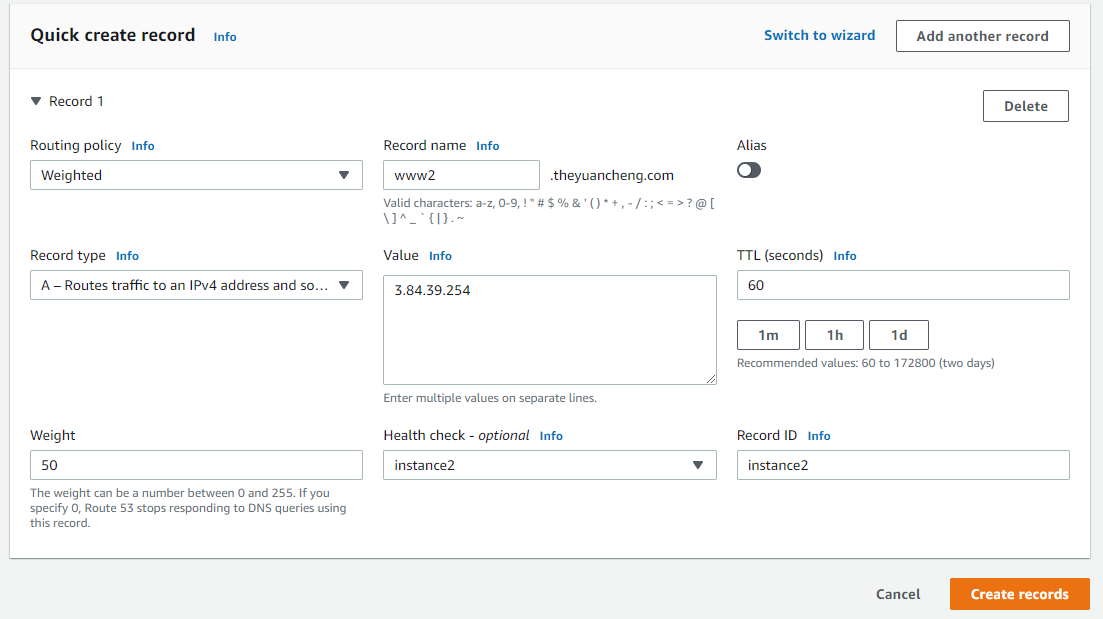 Quick create record Info Switch to wizard Add another record
Record 1 Delete
Routing policy Info Record name Info Alias
Weighted www2 .theyuancheng.com
Valid characters: a-z, 0-9, ! " # $ % & ' ( ) * + , - / : ; < = > ? @ [
\ ] ^ _ ` { | } . ~
Record type Info Value Info TTL (seconds) Info
A – Routes traffic to an IPv4 address and so... 3.84.39.254 60
1m 1h 1d
Recommended values: 60 to 172800 (two days)
Enter multiple values on separate lines.
Weight Health check - optional Info Record ID Info
50 instance2 instance2
The weight can be a number between 0 and 255. If you
specify 0, Route 53 stops responding to DNS queries using
this record.
Cancel Create records